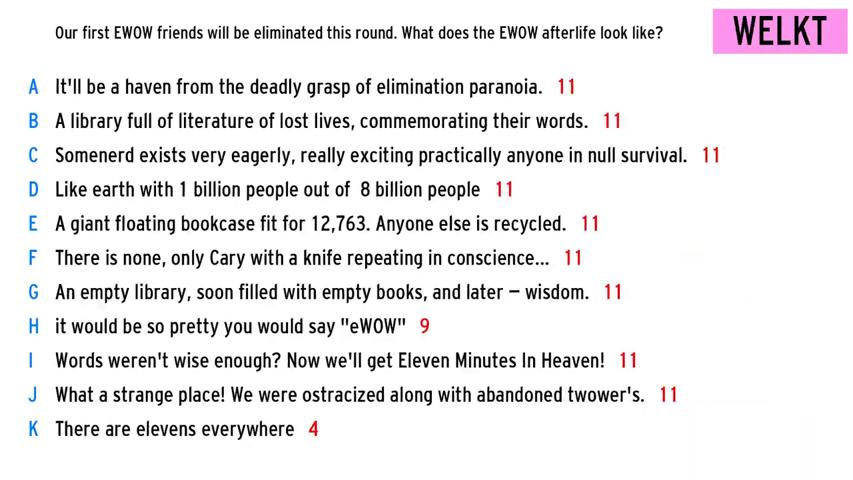 Our first EWOW friends will be eliminated this round. What does the EWOW afterlife look like?
WELKT
A It'll be a haven from the deadly grasp of elimination paranoia. 11
B A library full of literature of lost lives, commemorating their words. 11
C Somenerd exists very eagerly, really exciting practically anyone in null survival. 11
D Like earth with 1 billion people out of 8 billion people 11
E A giant floating bookcase fit for 12,763. Anyone else is recycled. 11
F There is none, only Cary with a knife repeating in conscience... 11
G An empty library, soon filled with empty books, and later – wisdom. 11
H it would be so pretty you would say "eWOW" 9
I Words weren't wise enough? Now we'll get Eleven Minutes In Heaven! 11
J What a strange place! We were ostracized along with abandoned twower's. 11
K There are elevens everywhere 4